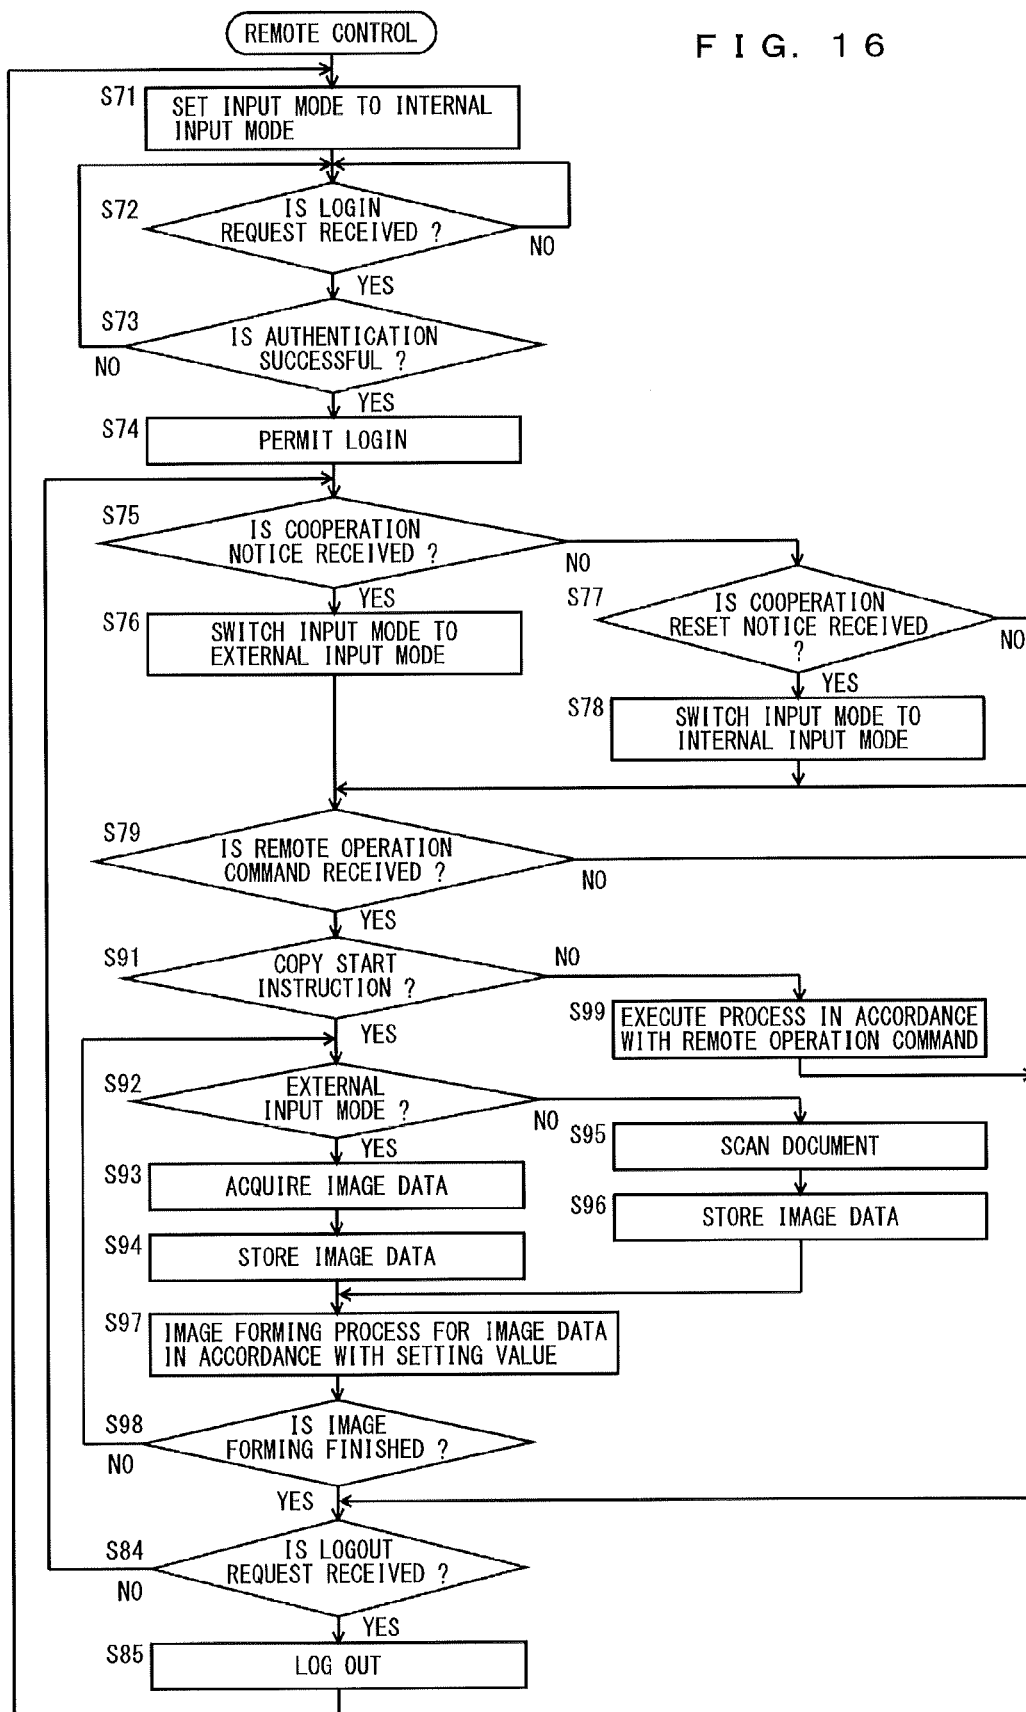 REMOTE CONTROL
F I G. 16
S71
SET INPUT MODE TO INTERNAL
INPUT MODE
S72
IS LOGIN
REQUEST RECEIVED ?
NO
YES
S73
IS AUTHENTICATION
SUCCESSFUL ?
NO
YES
S74
PERMIT LOGIN
S75
IS COOPERATION
NOTICE RECEIVED ?
NO
YES
S76
SWITCH INPUT MODE TO
EXTERNAL INPUT MODE
S77
IS COOPERATION
RESET NOTICE RECEIVED
?
NO
YES
S78
SWITCH INPUT MODE TO
INTERNAL INPUT MODE
S79
IS REMOTE OPERATION
COMMAND RECEIVED ?
NO
YES
S91
COPY START
INSTRUCTION ?
NO
YES
S99
EXECUTE PROCESS IN ACCORDANCE
WITH REMOTE OPERATION COMMAND
S92
EXTERNAL
INPUT MODE ?
NO
YES
S93
ACQUIRE IMAGE DATA
S95
SCAN DOCUMENT
S94
STORE IMAGE DATA
S96
STORE IMAGE DATA
S97
IMAGE FORMING PROCESS FOR IMAGE DATA
IN ACCORDANCE WITH SETTING VALUE
S98
IS IMAGE
FORMING FINISHED ?
NO
YES
S84
IS LOGOUT
REQUEST RECEIVED ?
NO
YES
S85
LOG OUT